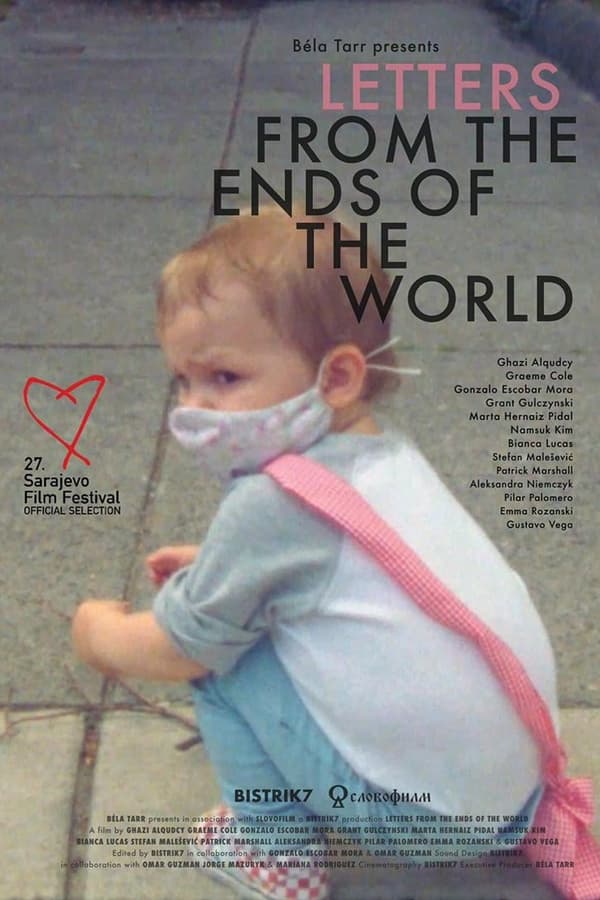 Béla Tarr presents
LETTERS
FROM THE
ENDS OF
THE
WORLD
Ghazi Alqudcy
Graeme Cole
Gonzalo Escobar Mora
Grant Gulczynski
Marta Hernaiz Pidal
Namsuk Kim
Bianca Lucas
Stefan Malešević
Patrick Marshall
Aleksandra Niemczyk
Pilar Palomero
Emma Rozanski
Gustavo Vega
27.
Sarajevo
Film Festival
OFFICIAL SELECTION
BISTRIK7 словофилм
BÉLA TARR presents in association with SLOVOFILM a BISTRIK7 production LETTERS FROM THE ENDS OF THE WORLD
A film by GHAZI ALQUDCY GRAEME COLE GONZALO ESCOBAR MORA GRANT GULCZYNSKI MARTA HERNAIZ PIDAL NAMSUK KIM
BIANCA LUCAS STEFAN MALEŠEVIĆ PATRICK MARSHALL ALEKSANDRA NIEMCZYK PILAR PALOMERO EMMA ROZANSKI & GUSTAVO VEGA
Edited by BISTRIK7 in collaboration with GONZALO ESCOBAR MORA & OMAR GUZMAN Sound Design BISTRIK7
in collaboration with OMAR GUZMAN JORGE MAZURYK & MARIANA RODRIGUEZ Cinematography BISTRIK7 Executive Producer BÉLA TARR